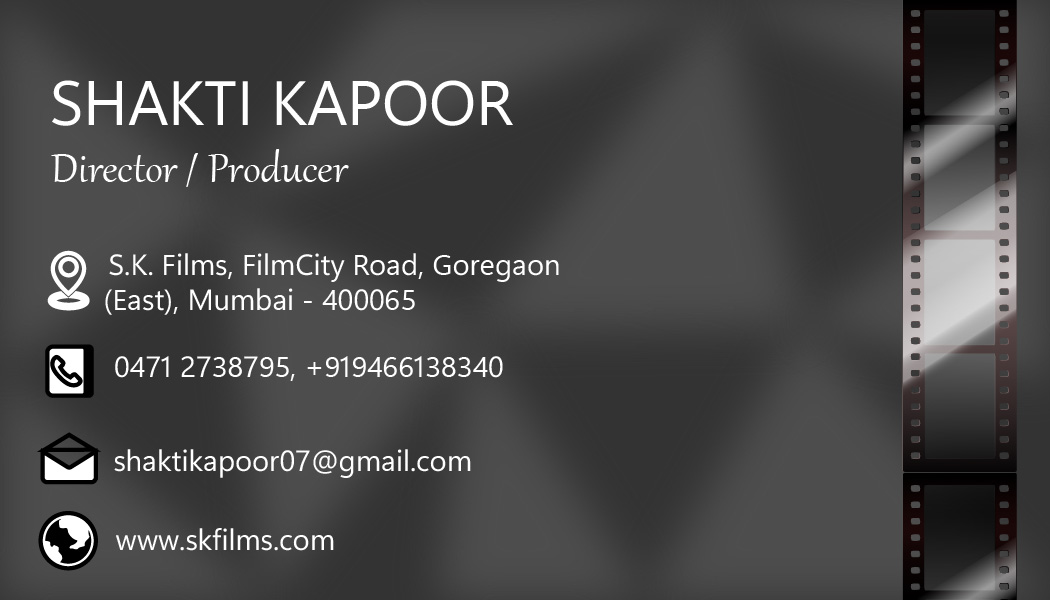 SHAKTI KAPOOR
Director / Producer
S.K. Films, FilmCity Road, Goregaon
(East), Mumbai - 400065
0471 2738795, +919466138340
shaktikapoor07@gmail.com
www.skfilms.com